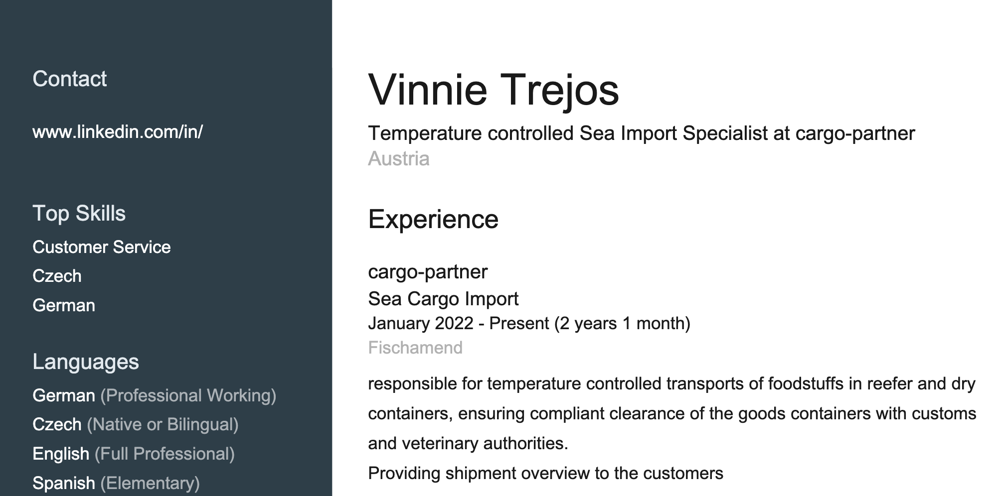 Contact
www.linkedin.com/in/
Top Skills
Customer Service
Czech
German
Languages
German (Professional Working)
Czech (Native or Bilingual)
English (Full Professional)
Spanish (Elementary)
Vinnie Trejos
Temperature controlled Sea Import Specialist at cargo-partner
Austria
Experience
cargo-partner
Sea Cargo Import
January 2022 - Present (2 years 1 month)
Fischamend
responsible for temperature controlled transports of foodstuffs in reefer and dry
containers, ensuring compliant clearance of the goods containers with customs
and veterinary authorities.
Providing shipment overview to the customers